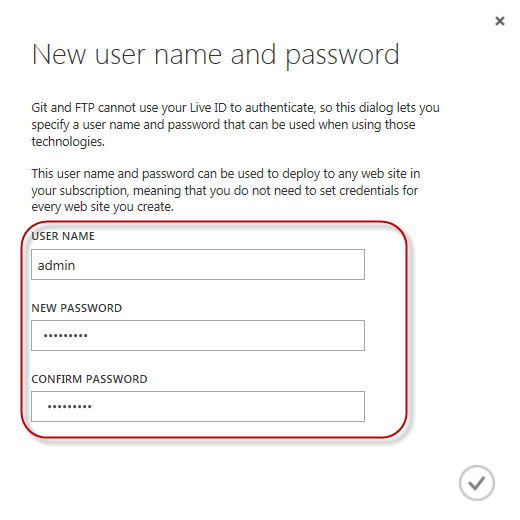 New user name and password
Git and FTP cannot use your Live ID to authenticate, so this dialog lets you
specify a user name and password that can be used when using those
technologies.
This user name and password can be used to deploy to any web site in
your subscription, meaning that you do not need to set credentials for
every web site you create.
USER NAME
admin
NEW PASSWORD
•••••••••
CONFIRM PASSWORD
•••••••••